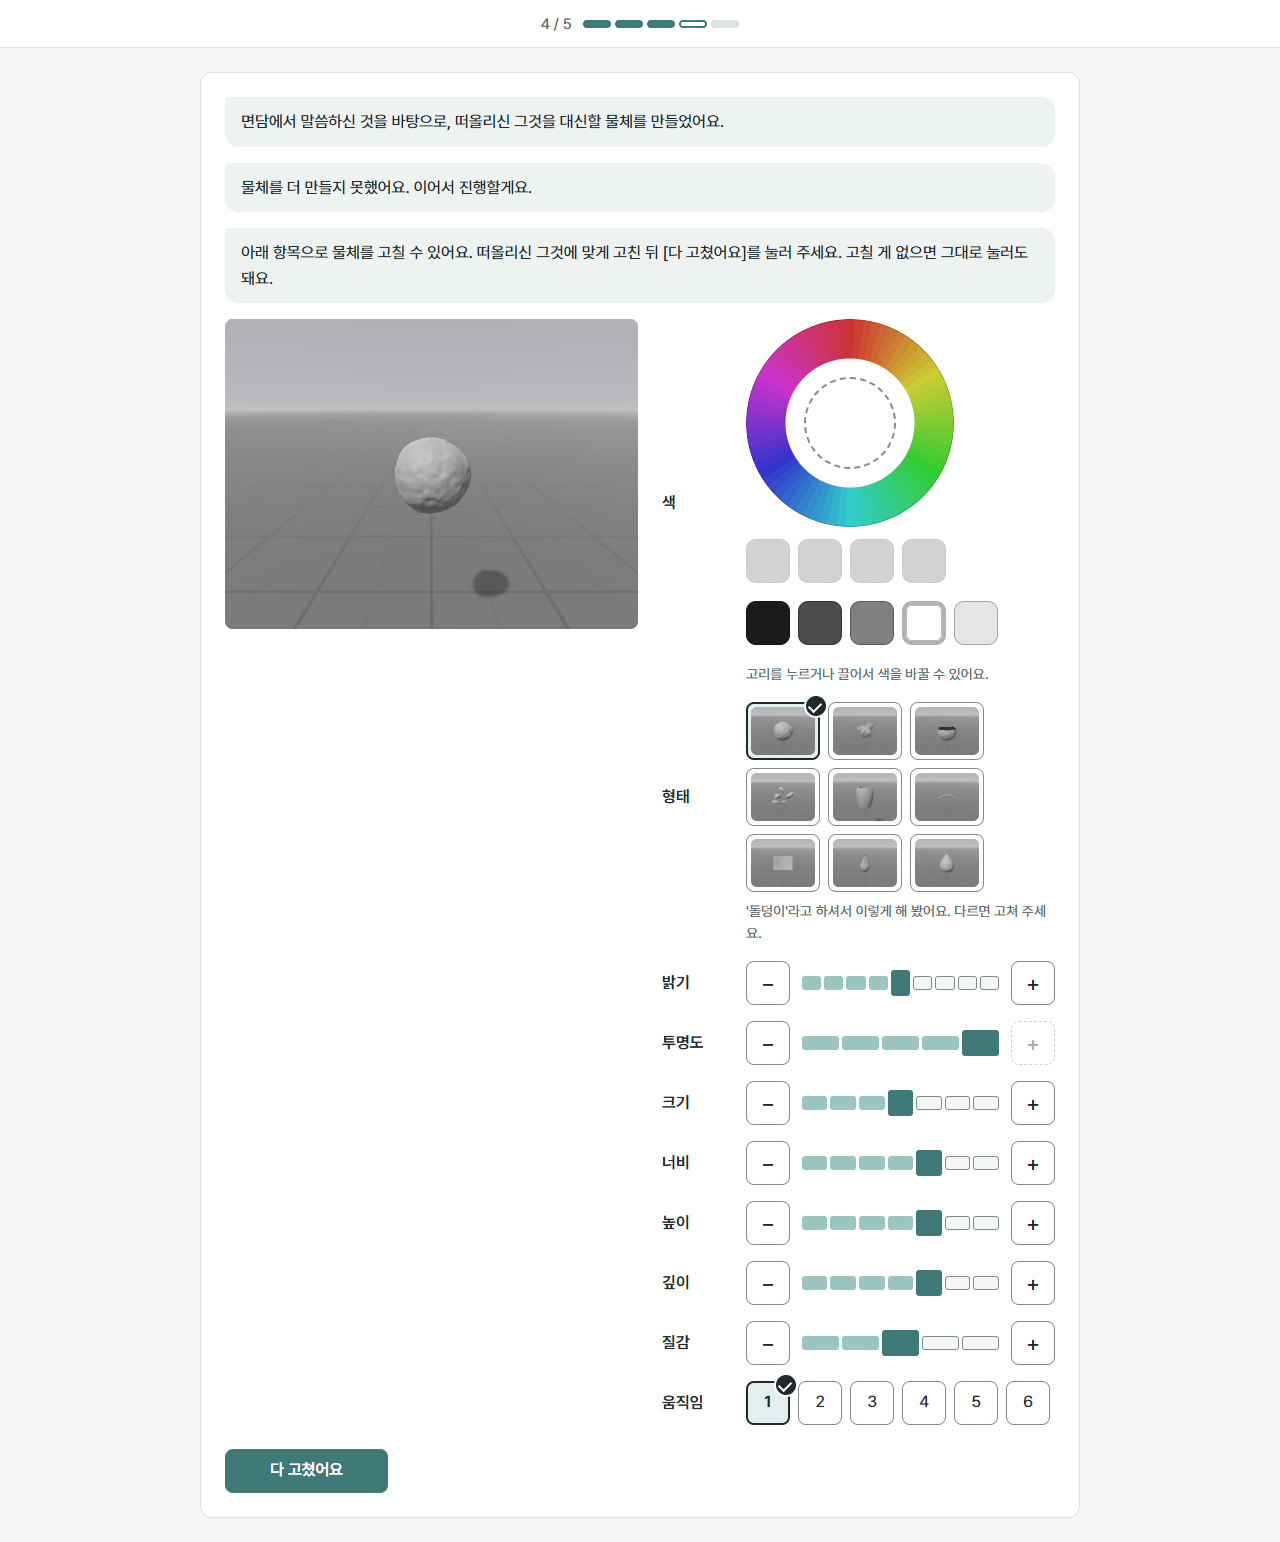 4 / 5
면담에서 말씀하신 것을 바탕으로, 떠올리신 그것을 대신할 물체를 만들었어요.
물체를 더 만들지 못했어요. 이어서 진행할게요.
아래 항목으로 물체를 고칠 수 있어요. 떠올리신 그것에 맞게 고친 뒤 [다 고쳤어요]를 눌러 주세요. 고칠 게 없으면 그대로 눌러도
돼요.
색
고리를 누르거나 끌어서 색을 바꿀 수 있어요.
형태
'돌덩이'라고 하셔서 이렇게 해 봤어요. 다르면 고쳐 주세
요.
밝기 − +
투명도 − +
크기 − +
너비 − +
높이 − +
깊이 − +
질감 − +
움직임 1 2 3 4 5 6
다 고쳤어요